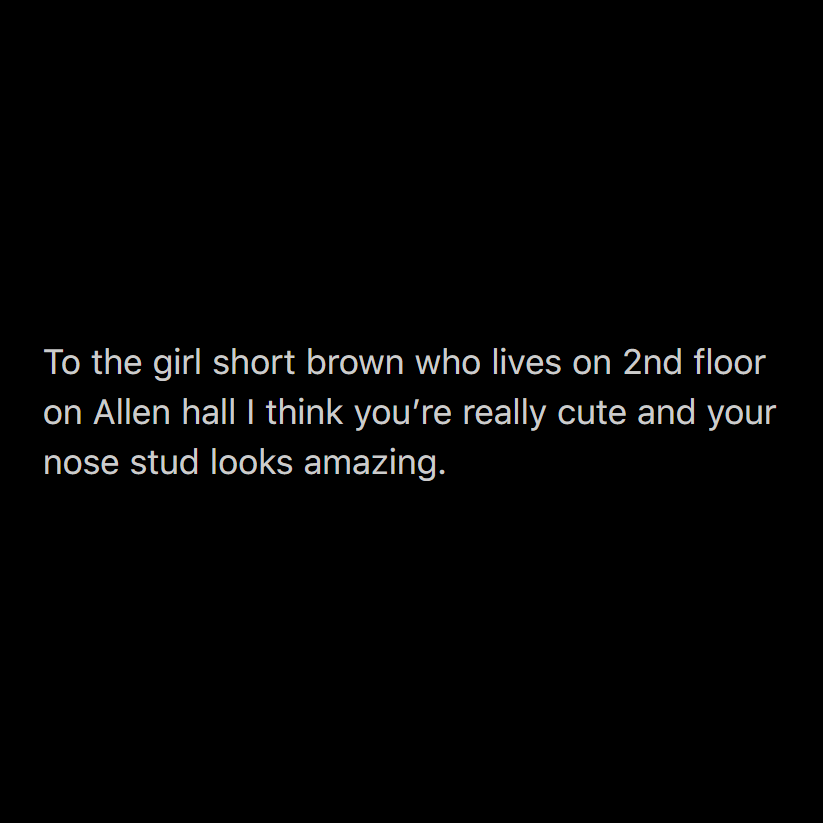 To the girl short brown who lives on 2nd floor
on Allen hall I think you’re really cute and your
nose stud looks amazing.